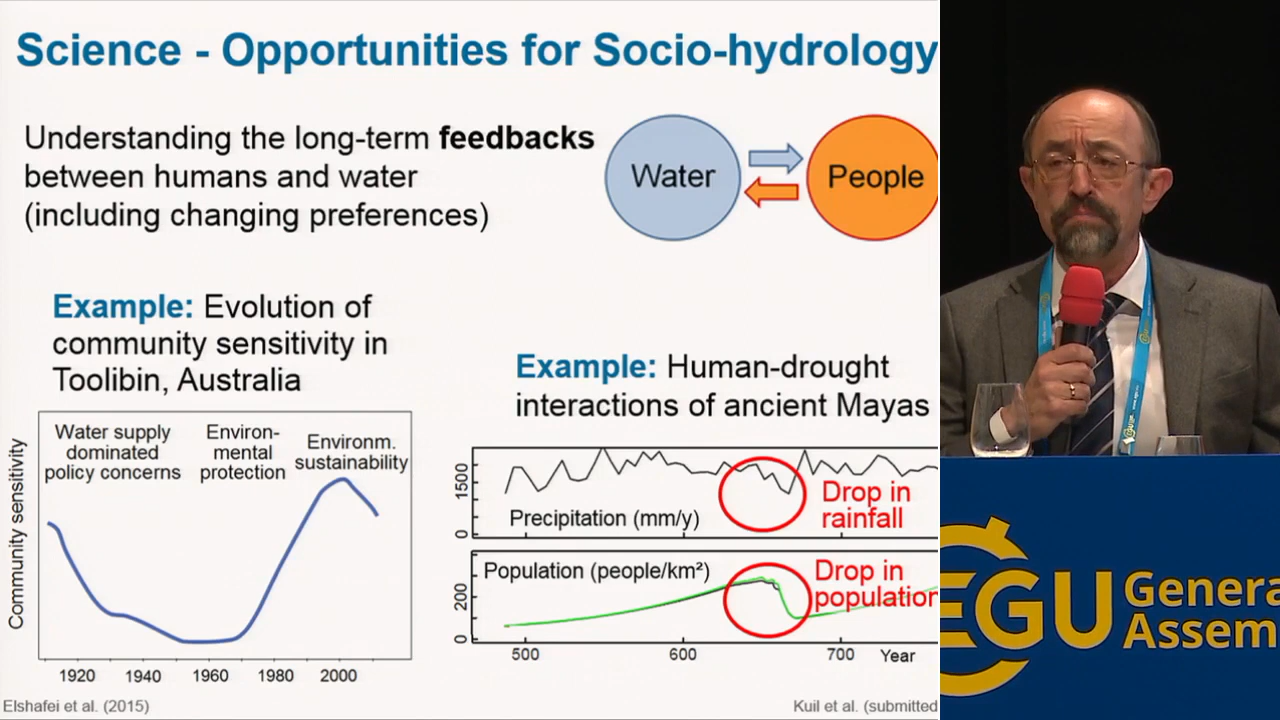 Science - Opportunities for Socio-hydrology
Understanding the long-term feedbacks
between humans and water
(including changing preferences)
Water
People
Example: Evolution of
community sensitivity in
Toolibin, Australia
Community sensitivity
Water supply
dominated
policy concerns
Environ-
mental
protection
Environm.
sustainability
1920 1940 1960 1980 2000
Elshafei et al. (2015)
Example: Human-drought
interactions of ancient Mayas
1500
0
Precipitation (mm/y)
Drop in
rainfall
Population (people/km²)
200
0
Drop in
population
500 600 700 Year
Kuil et al. (submitted
EGU General
Assem